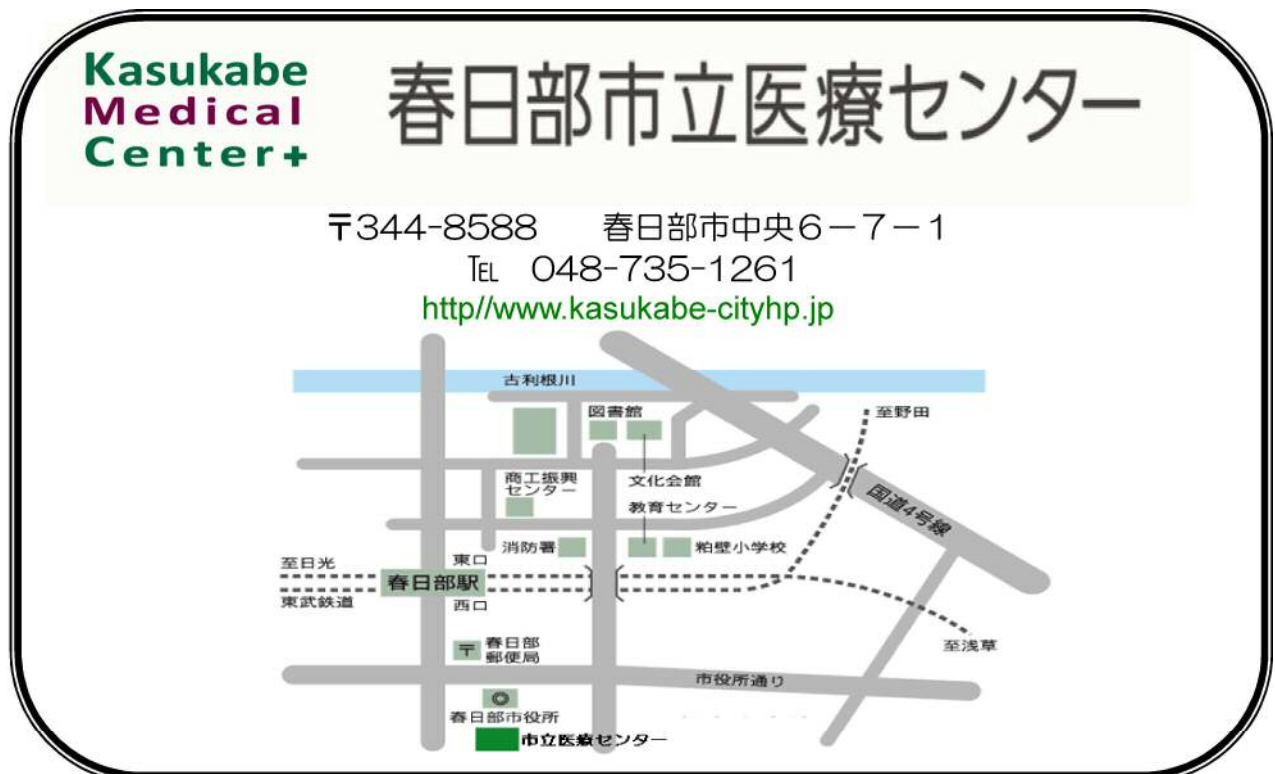 Kasukabe
Medical
Center+
春日部市立医療センター
〒344-8588　春日部市中央６－７－１
℡　048-735-1261
http//www.kasukabe-cityhp.jp
古利根川
図書館
至野田
商工振興
センター
文化会館
教育センター
国道4号線
消防署
粕壁小学校
至日光
東口
春日部駅
東武鉄道
西口
至浅草
〒
春日部
郵便局
市役所通り
◎
春日部市役所
市立医療センター